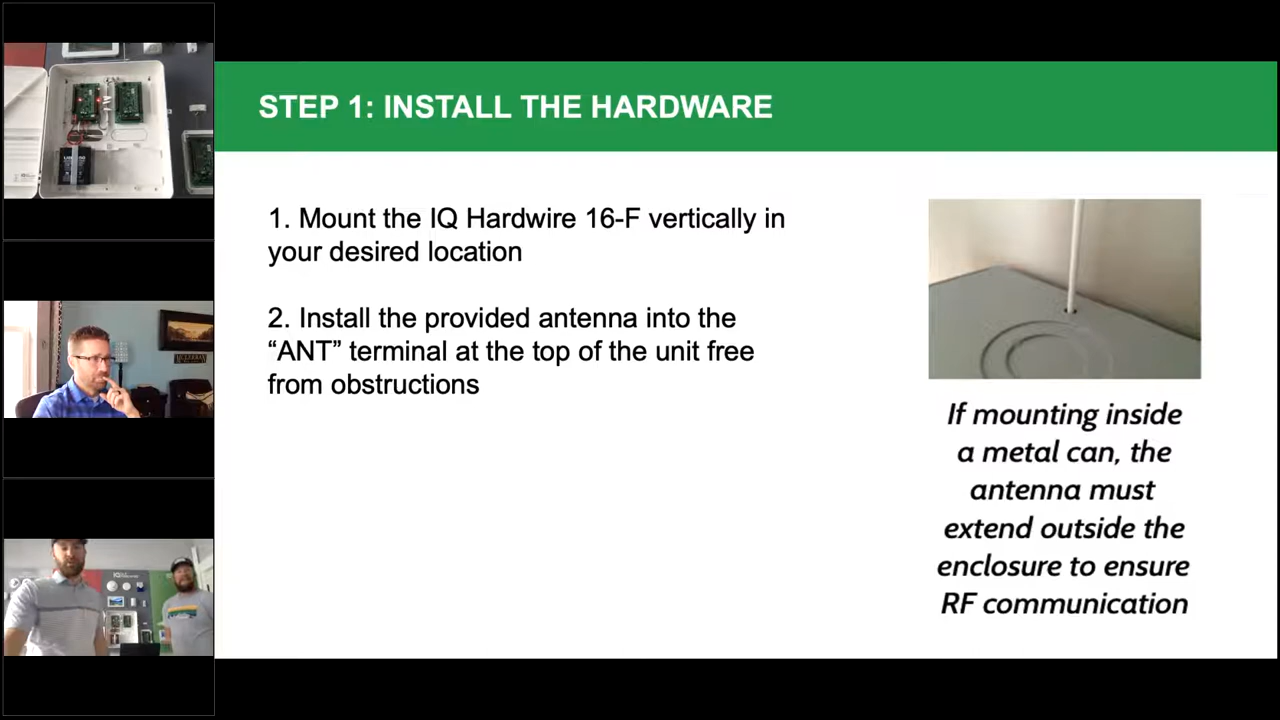 STEP 1: INSTALL THE HARDWARE
1. Mount the IQ Hardwire 16-F vertically in
your desired location
2. Install the provided antenna into the
“ANT” terminal at the top of the unit free
from obstructions
If mounting inside
a metal can, the
antenna must
extend outside the
enclosure to ensure
RF communication